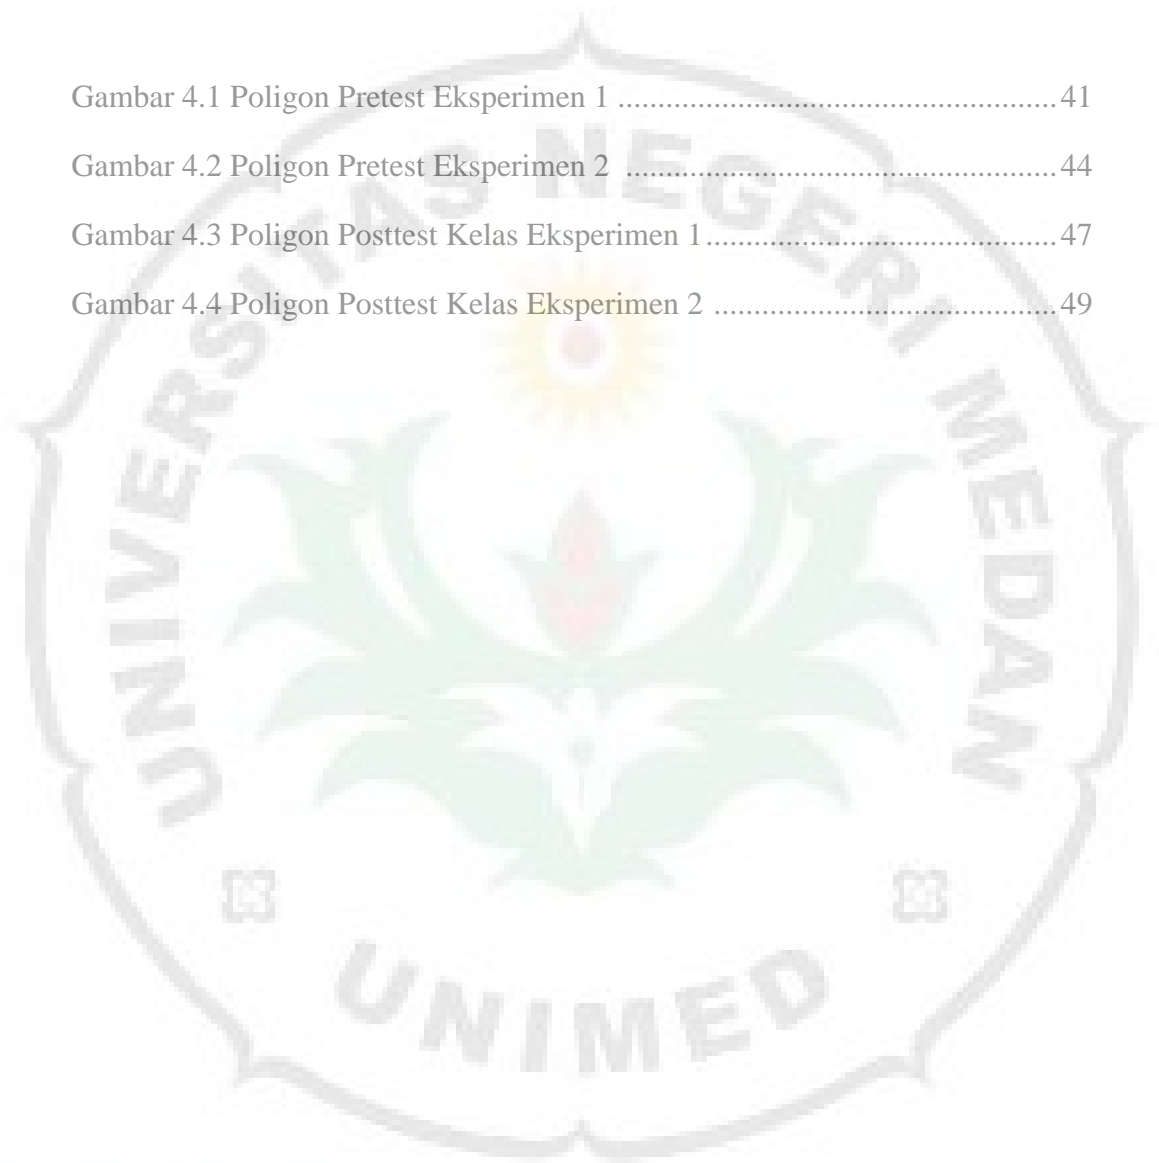 Gambar 4.1 Poligon Pretest Eksperimen 1 ........................................................ 41
Gambar 4.2 Poligon Pretest Eksperimen 2 ....................................................... 44
Gambar 4.3 Poligon Posttest Kelas Eksperimen 1 ............................................. 47
Gambar 4.4 Poligon Posttest Kelas Eksperimen 2 ............................................ 49
UNIVERSITAS NEGERI MEDAN
UNIMED